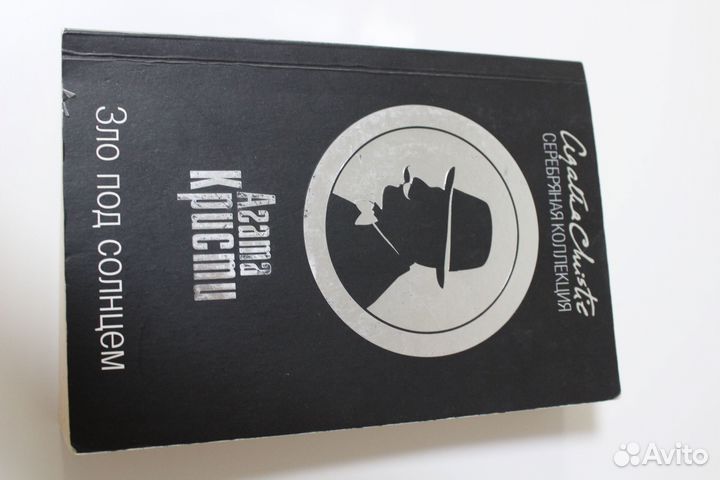 Agatha Christie
СЕРЕБРЯНАЯ КОЛЛЕКЦИЯ
Агата
Кристи
Зло под солнцем
Avito